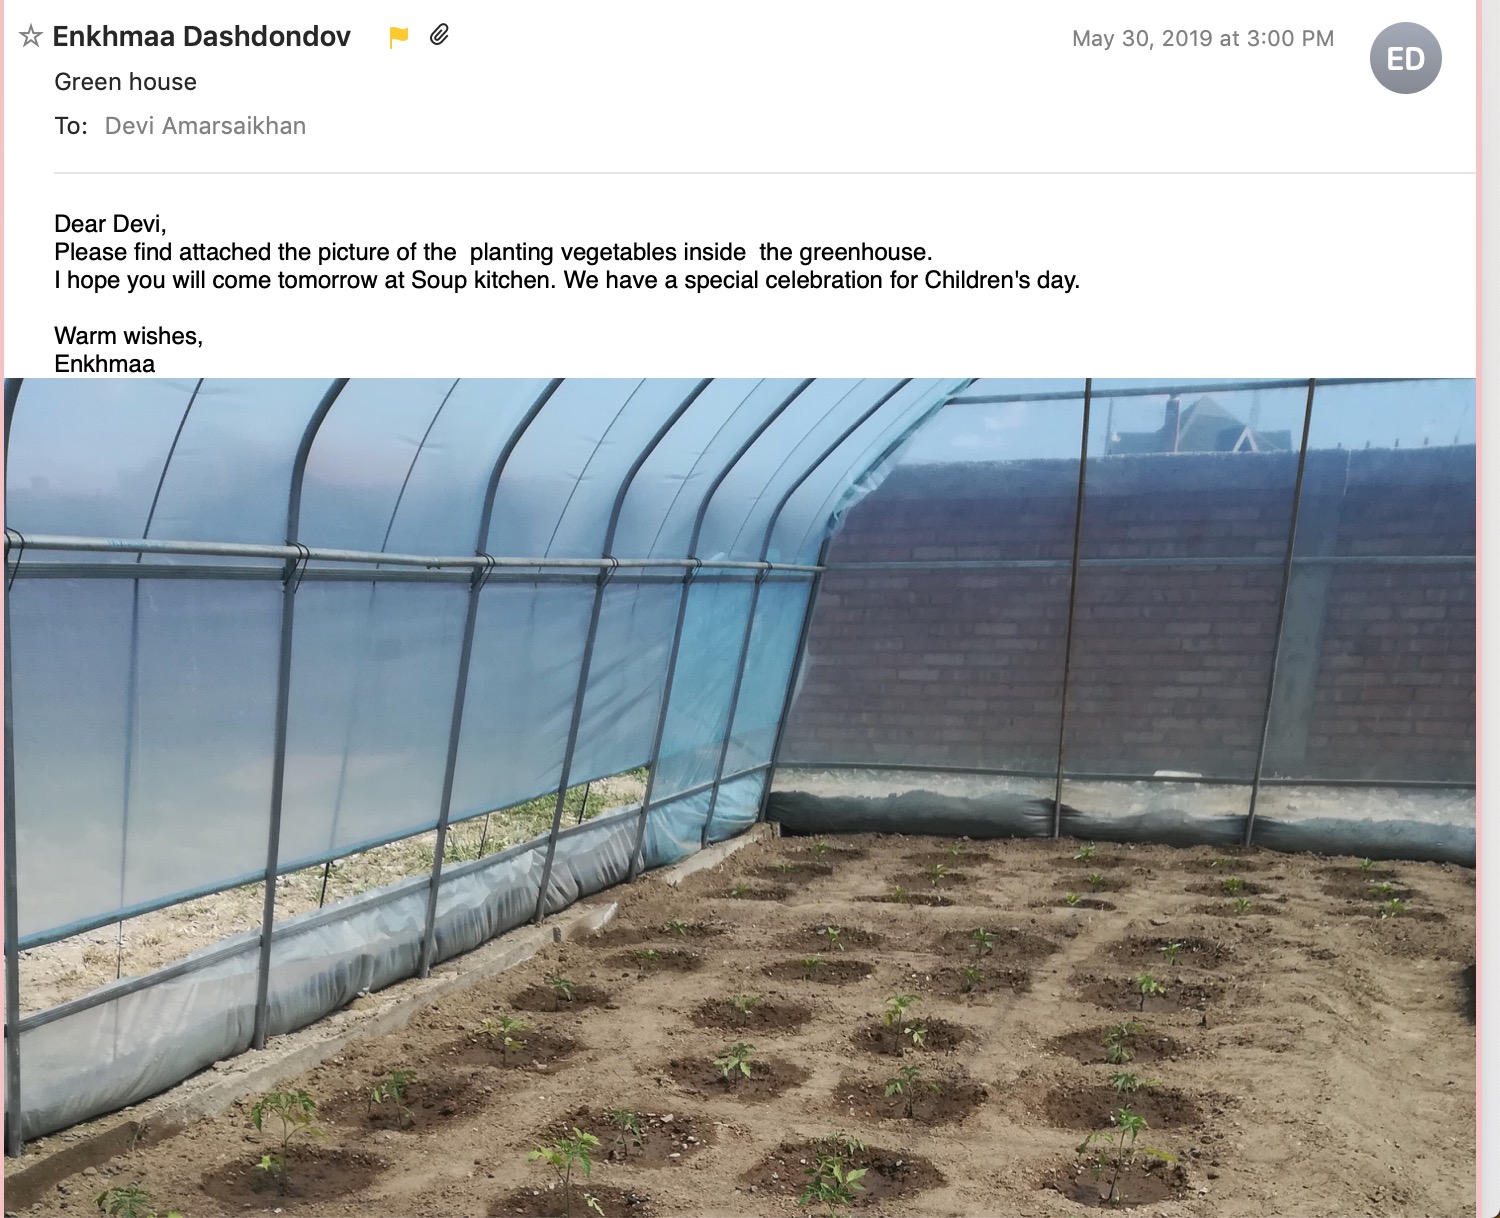 Enkhmaa Dashdondov
May 30, 2019 at 3:00 PM
ED
Green house
To: Devi Amarsaikhan
Dear Devi,
Please find attached the picture of the  planting vegetables inside  the greenhouse.
I hope you will come tomorrow at Soup kitchen. We have a special celebration for Children's day.
Warm wishes,
Enkhmaa